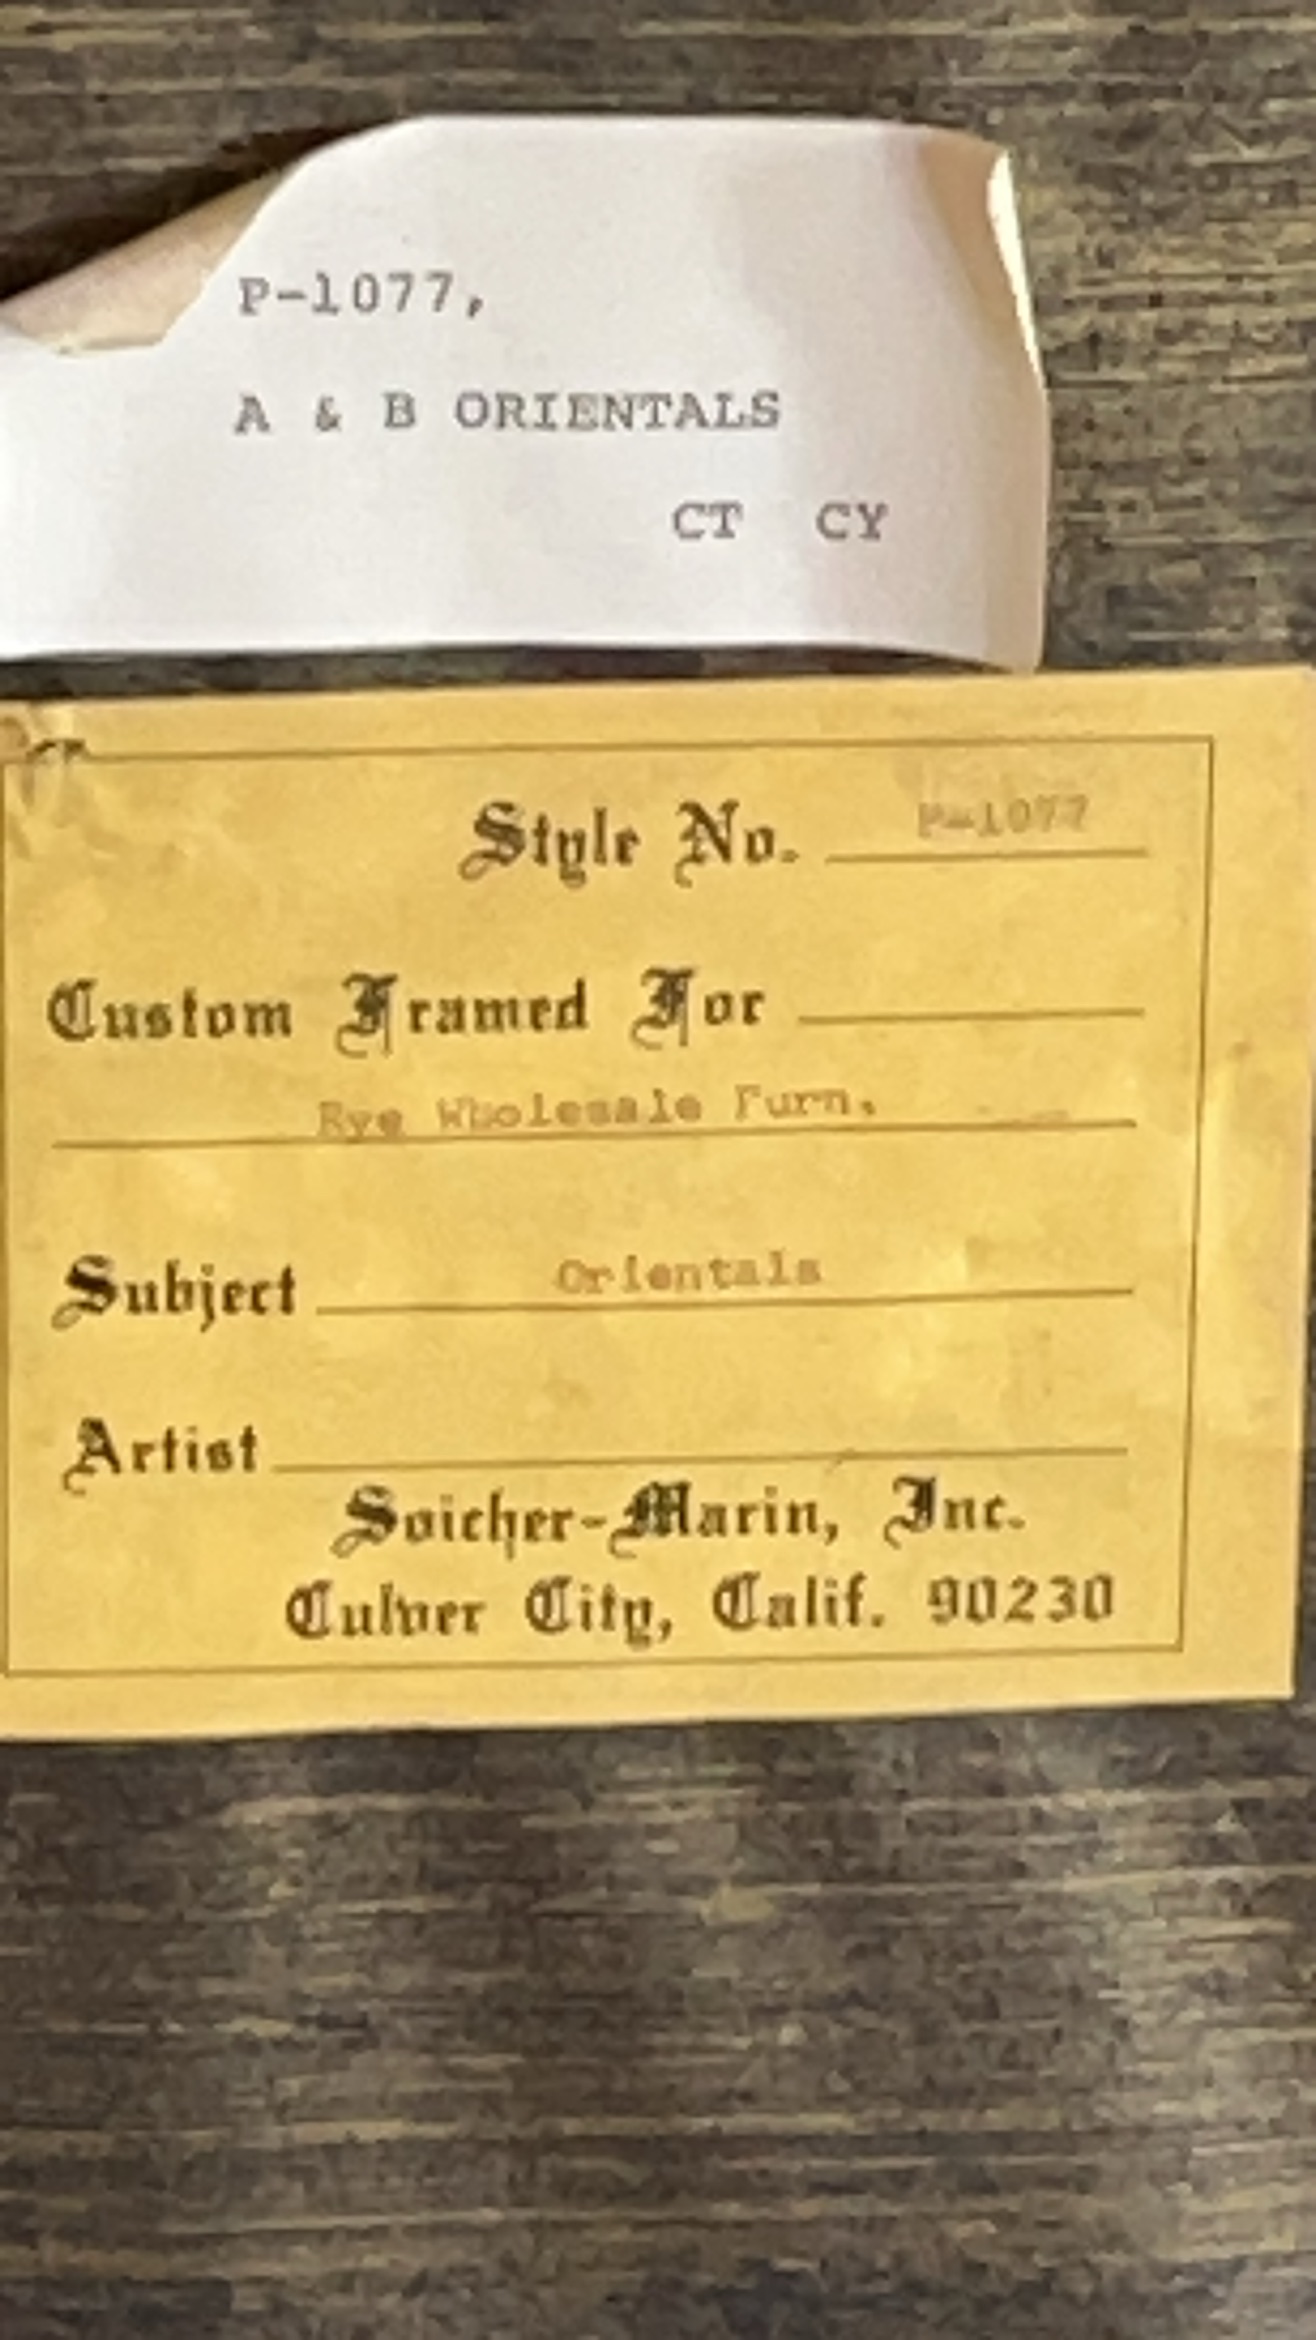 P-1077,
A & B ORIENTALS
CT CY
Style No. P-1077
Custom Framed For
Rye Wholesale Furn.
Subject Orientals
Artist
Soicher-Marin, Inc.
Culver City, Calif. 90230